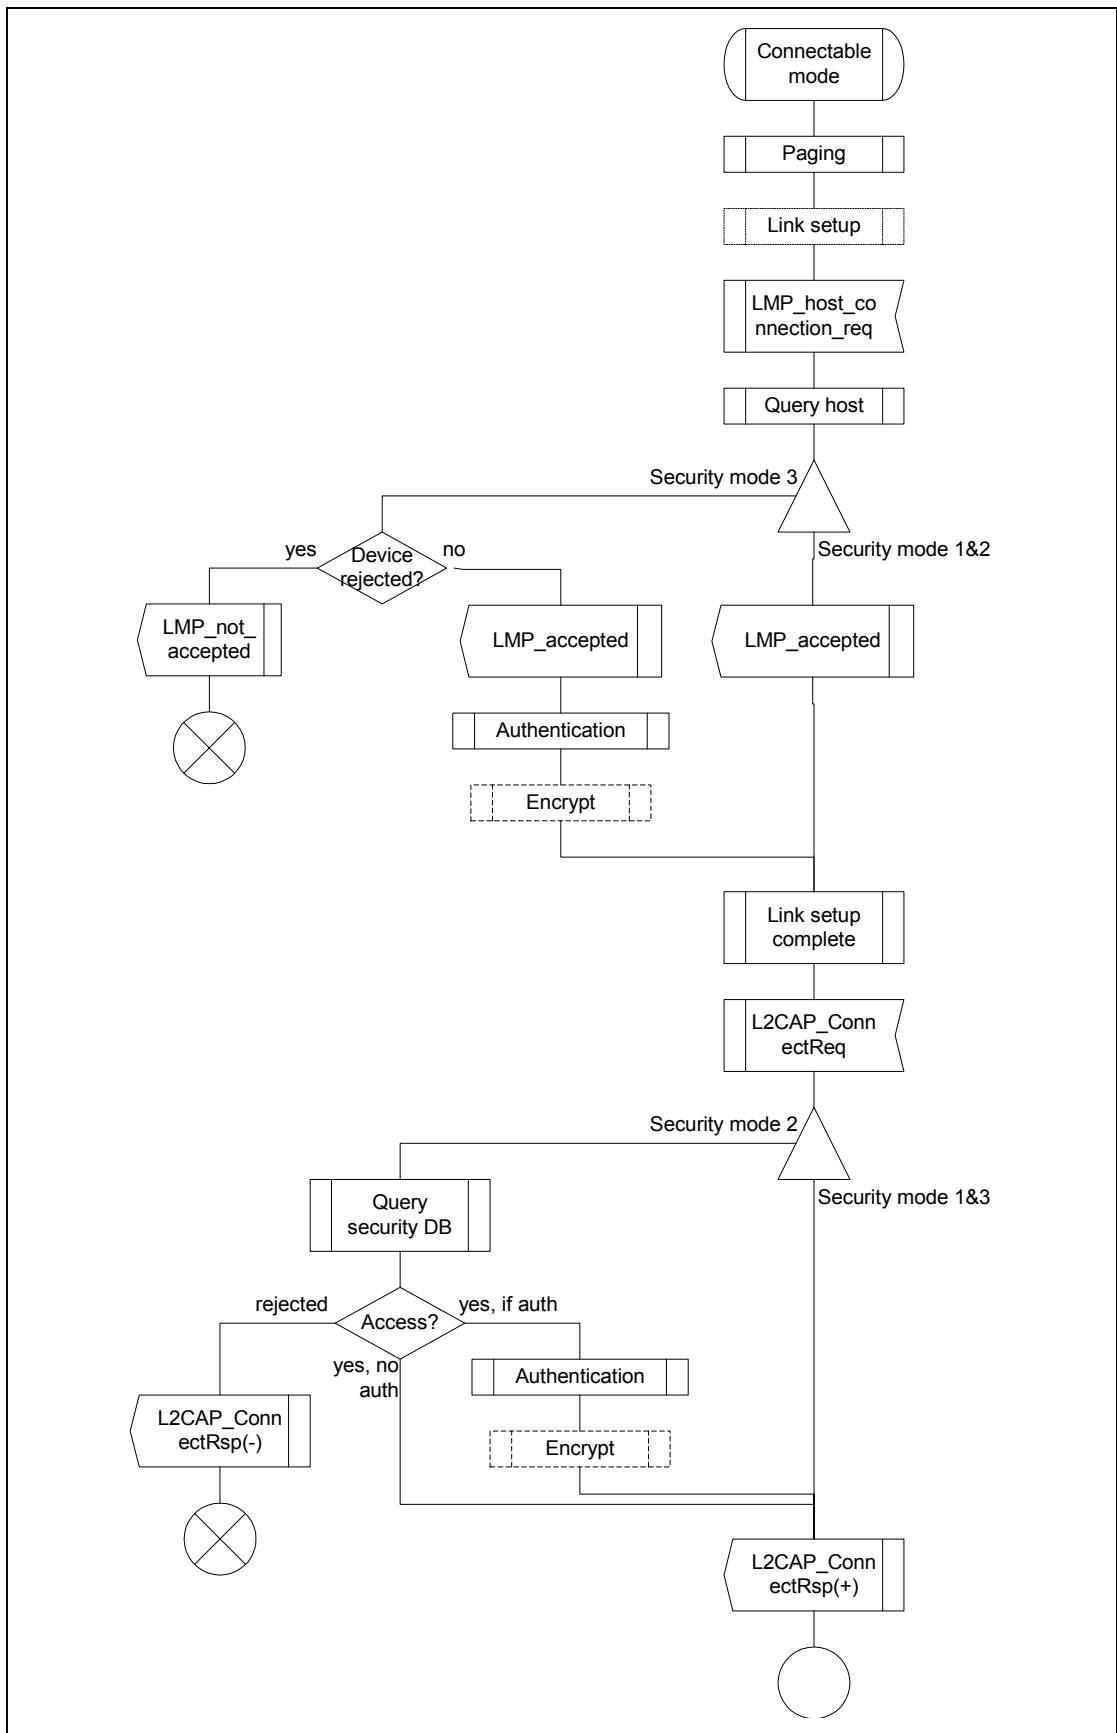 Connectable
mode
Paging
Link setup
LMP_host_co
nnection_req
Query host
Security mode 3
Security mode 1&2
yes
Device
rejected?
no
LMP_not_
accepted
LMP_accepted
LMP_accepted
Authentication
Encrypt
Link setup
complete
L2CAP_Conn
ectReq
Security mode 2
Security mode 1&3
Query
security DB
rejected
Access?
yes, if auth
yes, no
auth
Authentication
L2CAP_Conn
ectRsp(-)
Encrypt
L2CAP_Conn
ectRsp(+)